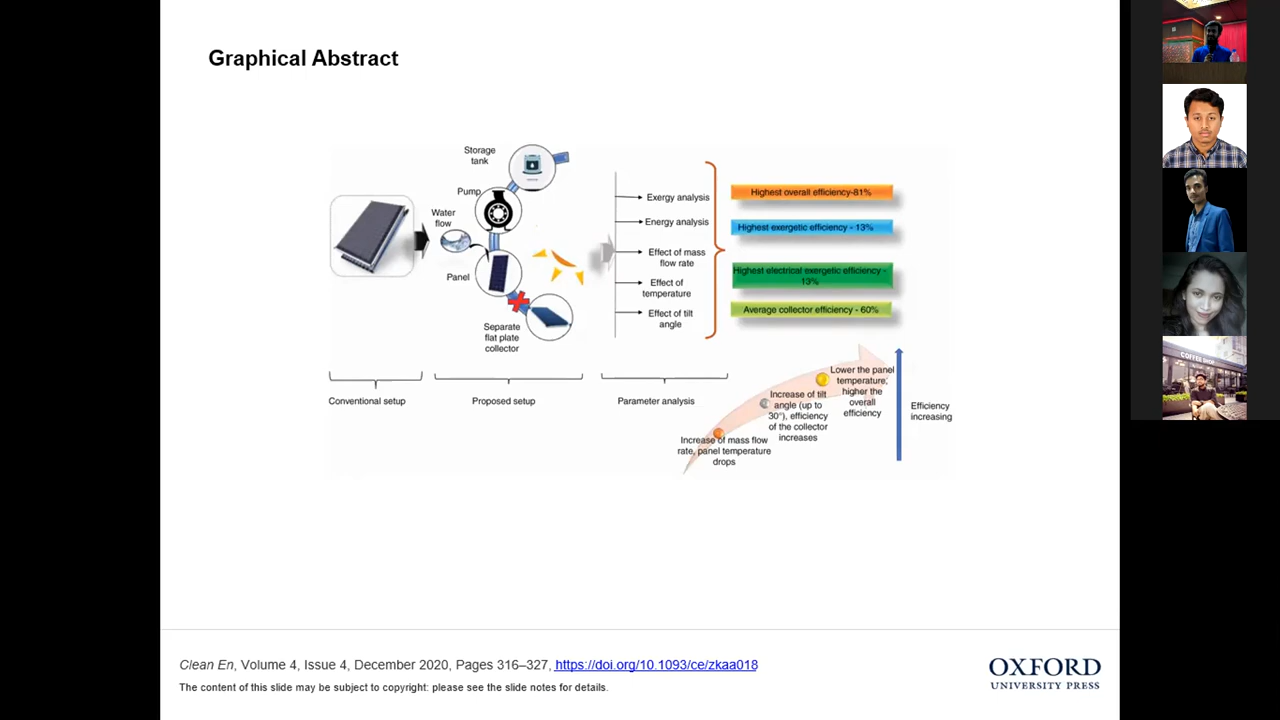 Graphical Abstract
Storage
tank
Pump
Water
flow
Panel
Separate
flat plate
collector
Exergy analysis
Energy analysis
Effect of mass
flow rate
Effect of
temperature
Effect of tilt
angle
Highest overall efficiency-81%
Highest exergetic efficiency - 13%
Highest electrical exergetic efficiency -
13%
Average collector efficiency - 60%
Conventional setup
Proposed setup
Parameter analysis
Increase of mass flow
rate, panel temperature
drops
Increase of tilt
angle (up to
30°), efficiency
of the collector
increases
Lower the panel
temperature,
higher the
overall
efficiency
Efficiency
increasing
Clean En, Volume 4, Issue 4, December 2020, Pages 316–327, https://doi.org/10.1093/ce/zkaa018
The content of this slide may be subject to copyright: please see the slide notes for details.
OXFORD
UNIVERSITY PRESS
COFFEE SHOP